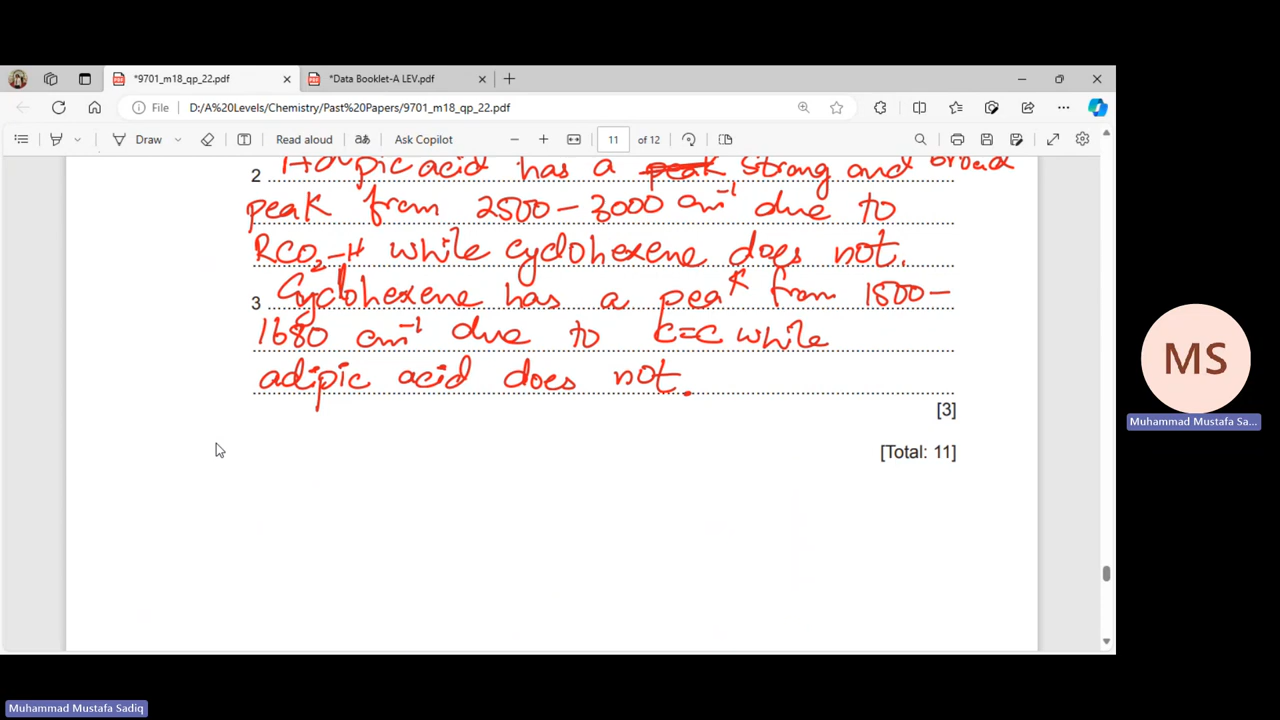 *9701_m18_qp_22.pdf
*Data Booklet-A LEV.pdf
File D:/A%20Levels/Chemistry/Past%20Papers/9701_m18_qp_22.pdf
Draw Read aloud Ask Copilot 11 of 12
2 acid has a peak strong and broad
peak from 2500-3000 cm⁻¹ due to
RCO₂-H while cyclohexene does not.
3 Cyclohexene has a peak from 1500-
1680 cm⁻¹ due to C=C while
adipic acid does not.
[3]
[Total: 11]
MS
Muhammad Mustafa Sa...
Muhammad Mustafa Sadiq